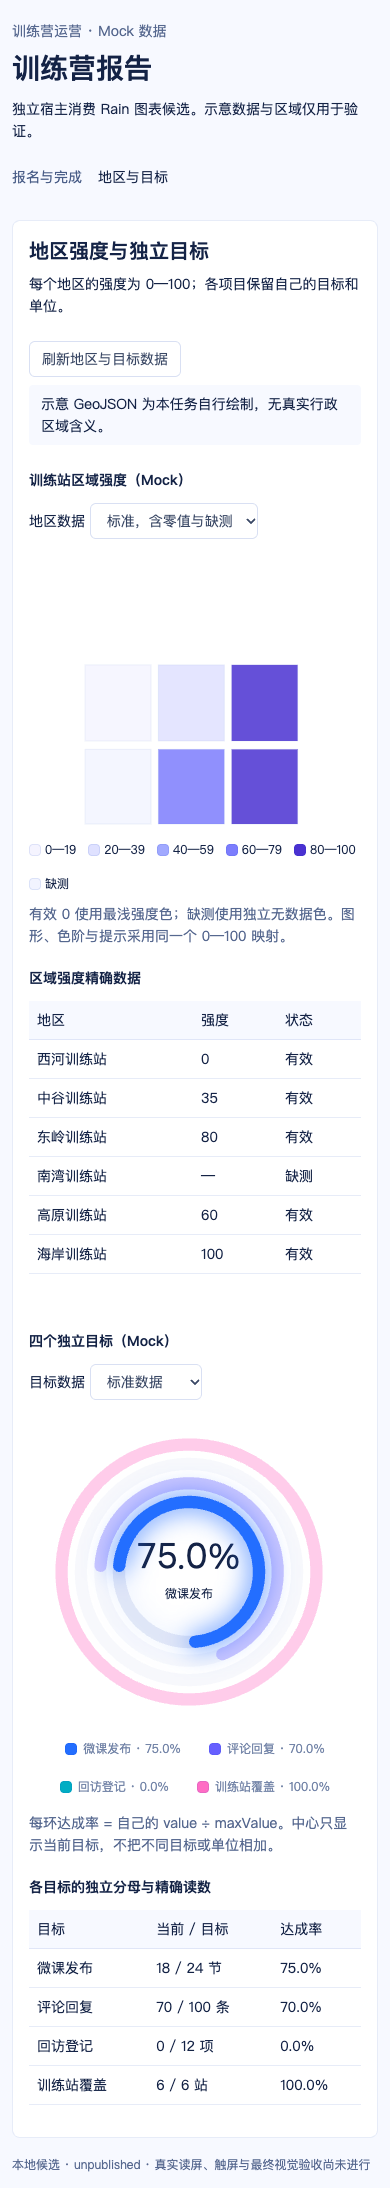 训练营运营 · Mock 数据
训练营报告
独立宿主消费 Rain 图表候选。示意数据与区域仅用于验
证。
报名与完成 地区与目标
地区强度与独立目标
每个地区的强度为 0—100；各项目保留自己的目标和
单位。
刷新地区与目标数据
示意 GeoJSON 为本任务自行绘制，无真实行政
区域含义。
训练站区域强度（Mock）
地区数据 标准，含零值与缺测
0—19 20—39 40—59 60—79 80—100
缺测
有效 0 使用最浅强度色；缺测使用独立无数据色。图
形、色阶与提示采用同一个 0—100 映射。
区域强度精确数据
地区 强度 状态
西河训练站 0 有效
中谷训练站 35 有效
东岭训练站 80 有效
南湾训练站 — 缺测
高原训练站 60 有效
海岸训练站 100 有效
四个独立目标（Mock）
目标数据 标准数据
75.0%
微课发布
微课发布 · 75.0% 评论回复 · 70.0%
回访登记 · 0.0% 训练站覆盖 · 100.0%
每环达成率 = 自己的 value ÷ maxValue。中心只显
示当前目标，不把不同目标或单位相加。
各目标的独立分母与精确读数
目标 当前 / 目标 达成率
微课发布 18 / 24 节 75.0%
评论回复 70 / 100 条 70.0%
回访登记 0 / 12 项 0.0%
训练站覆盖 6 / 6 站 100.0%
本地候选 · unpublished · 真实读屏、触屏与最终视觉验收尚未进行